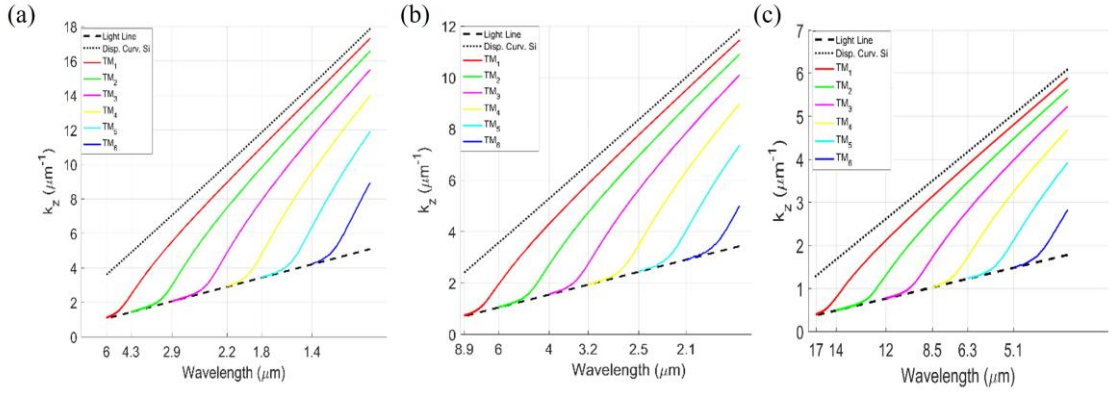 (a)
18
16
14
12
10
8
6
4
2
0
k_z (μm⁻¹)
Light Line
Disp. Curv. Si
TM₁
TM₂
TM₃
TM₄
TM₅
TM₆
6 4.3 2.9 2.2 1.8 1.4
Wavelength (μm)
(b)
12
10
8
6
4
2
0
k_z (μm⁻¹)
Light Line
Disp. Curv. Si
TM₁
TM₂
TM₃
TM₄
TM₅
TM₆
8.9 6 4 3.2 2.5 2.1
Wavelength (μm)
(c)
7
6
5
4
3
2
1
0
k_z (μm⁻¹)
Light Line
Disp. Curv. Si
TM₁
TM₂
TM₃
TM₄
TM₅
TM₆
17 14 12 8.5 6.3 5.1
Wavelength (μm)